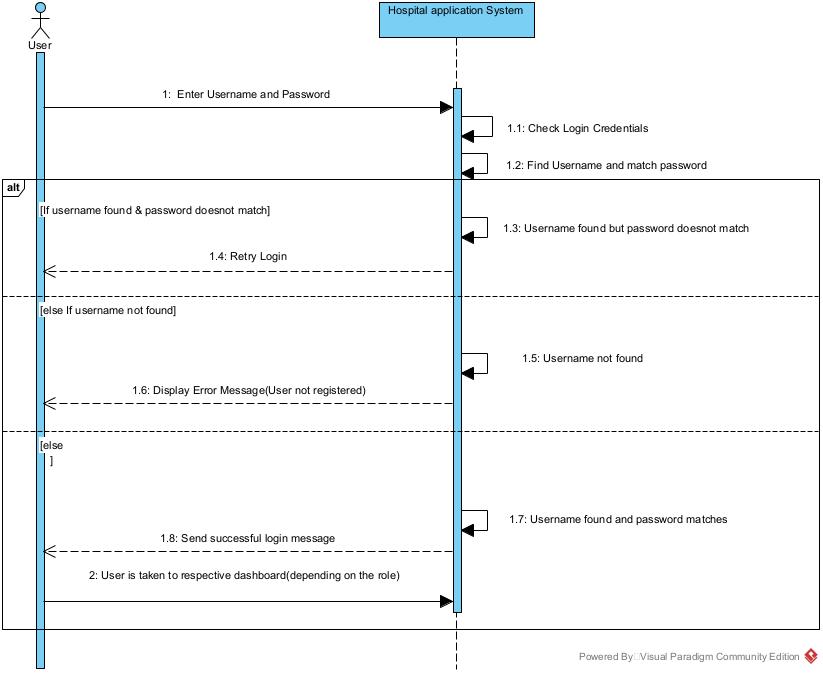 Hospital application System
User
1: Enter Username and Password
1.1: Check Login Credentials
1.2: Find Username and match password
alt
[If username found & password doesnot match]
1.3: Username found but password doesnot match
1.4: Retry Login
[else If username not found]
1.5: Username not found
1.6: Display Error Message(User not registered)
[else
]
1.7: Username found and password matches
1.8: Send successful login message
2: User is taken to respective dashboard(depending on the role)
Powered By Visual Paradigm Community Edition